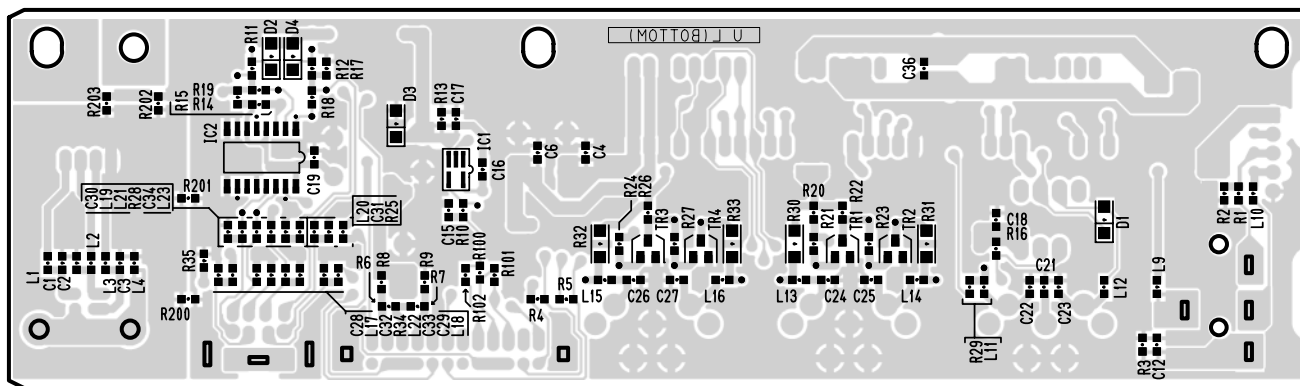 U L(BOTTOM)
R11
D2
D4
R12
R17
R203
R202
R15
R19
R14
R18
D3
R13
C17
C36
IC2
IC1
C19
C16
C6
C4
R201
C30
L19
L21
R28
C34
L23
L20
C31
R25
C15
R10
R24
R26
TR3
R27
TR4
R33
R32
R20
R22
R30
R21
TR1
R23
TR2
R31
C18
R16
D1
R2
R1
L10
L1
C1
C2
L2
L3
C3
L4
R35
R200
R6
R8
R9
R7
R100
R101
R102
C28
L17
C32
R34
L22
C33
C29
L18
R4
R5
L15
C26
C27
L16
L13
C24
C25
L14
C21
C22
C23
L12
L9
R29
L11
R3
C12